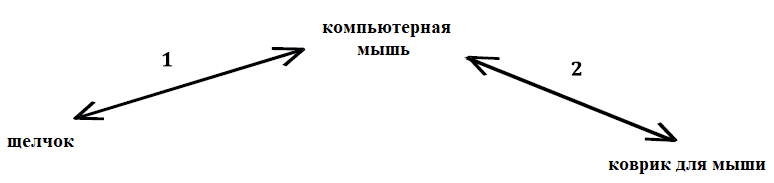 компьютерная
мышь
1
2
щелчок
коврик для мыши